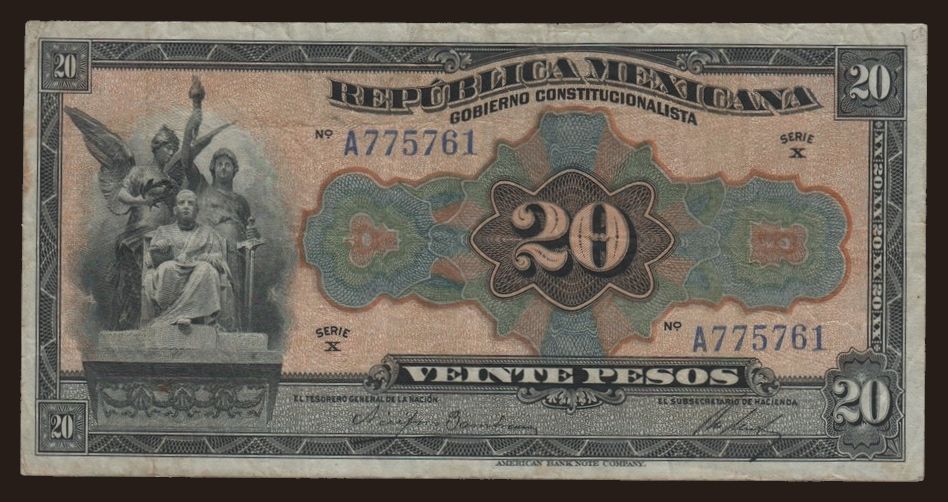 20
20
REPÚBLICA MEXICANA
GOBIERNO CONSTITUCIONALISTA
Nº A775761
SERIE
X
20
SERIE
X
Nº A775761
VEINTE PESOS
EL TESORERO GENERAL DE LA NACIÓN
EL SUBSECRETARIO DE HACIENDA
20
20
AMERICAN BANK NOTE COMPANY.